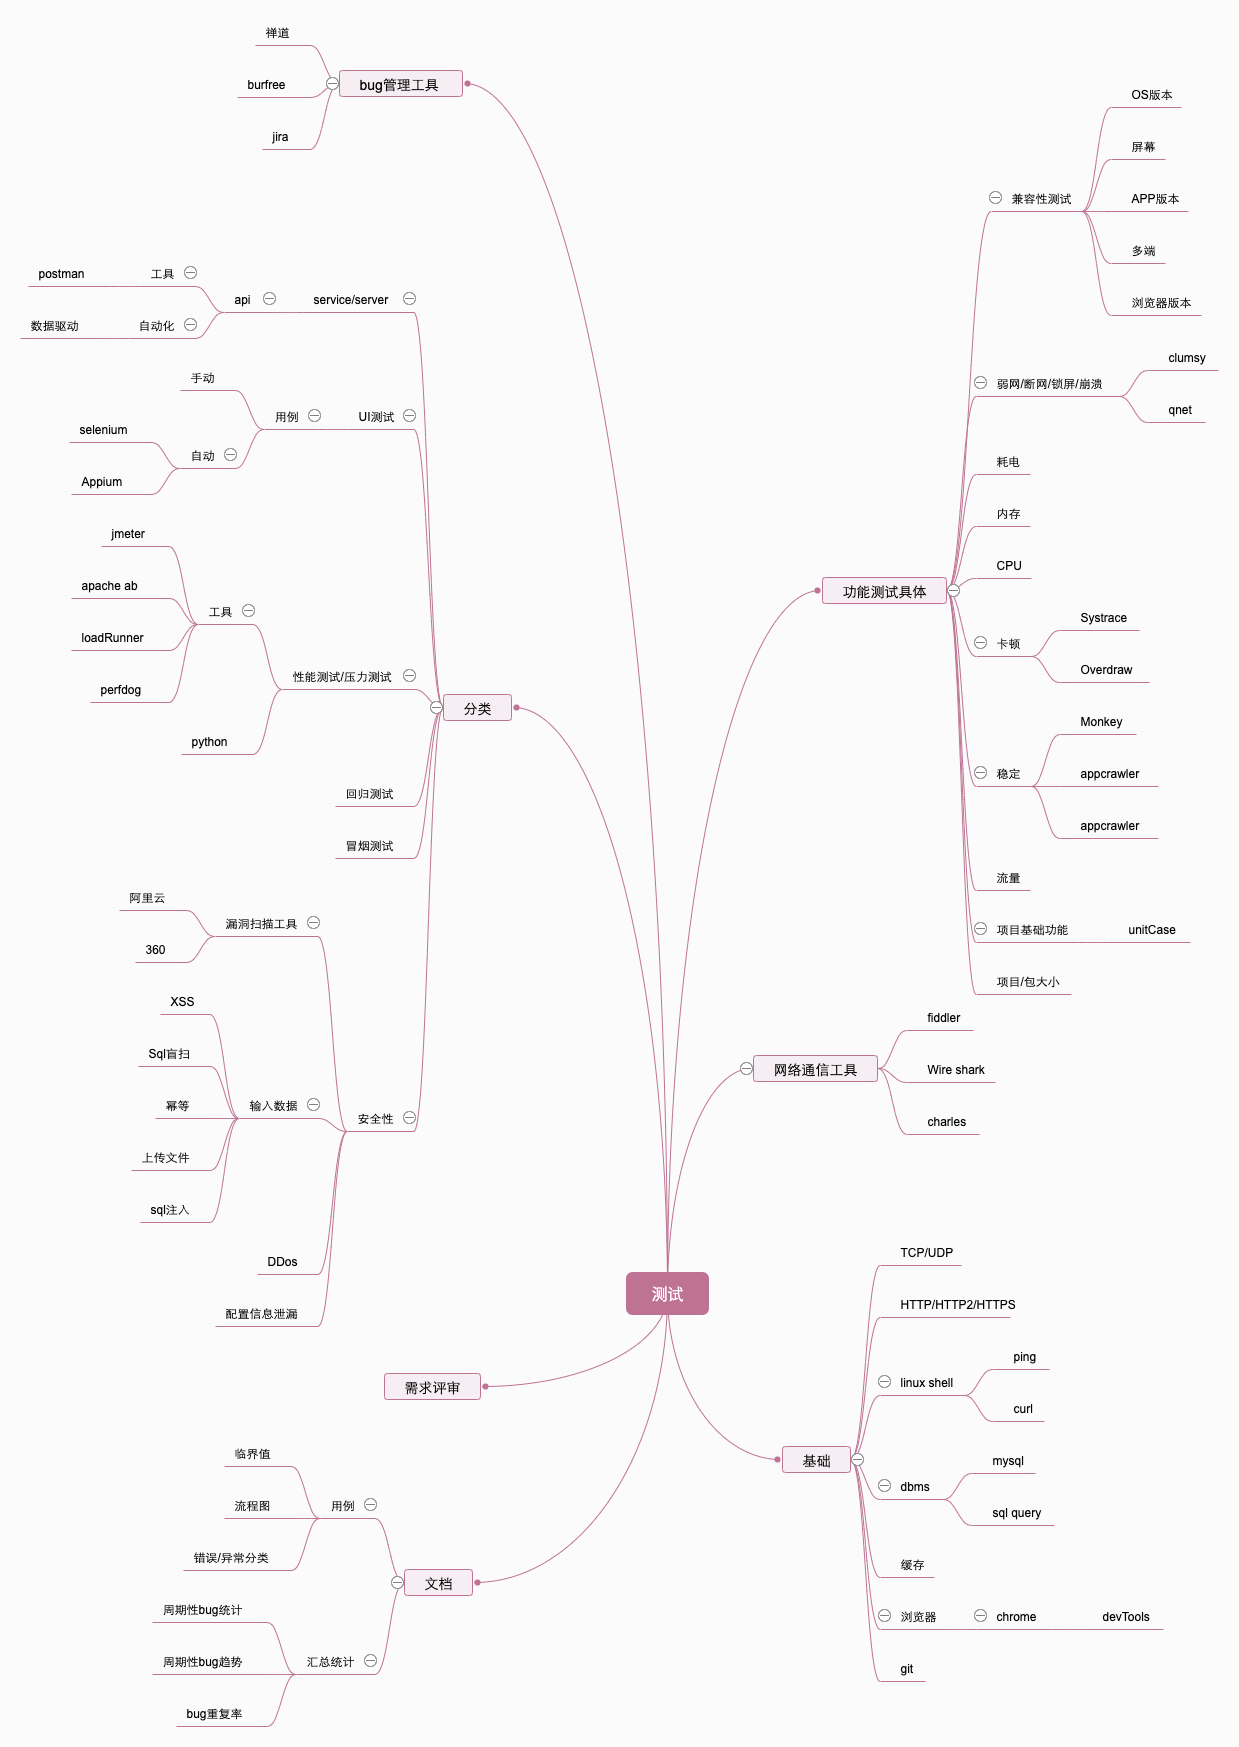 测试
bug管理工具
禅道
burfree
jira
分类
service/server
api
工具
postman
自动化
数据驱动
UI测试
用例
手动
自动
selenium
Appium
性能测试/压力测试
工具
jmeter
apache ab
loadRunner
perfdog
python
回归测试
冒烟测试
安全性
漏洞扫描工具
阿里云
360
输入数据
XSS
Sql盲扫
幂等
上传文件
sql注入
DDos
配置信息泄漏
需求评审
文档
用例
临界值
流程图
错误/异常分类
汇总统计
周期性bug统计
周期性bug趋势
bug重复率
功能测试具体
兼容性测试
OS版本
屏幕
APP版本
多端
浏览器版本
弱网/断网/锁屏/崩溃
clumsy
qnet
耗电
内存
CPU
卡顿
Systrace
Overdraw
稳定
Monkey
appcrawler
appcrawler
流量
项目基础功能
unitCase
项目/包大小
网络通信工具
fiddler
Wire shark
charles
基础
TCP/UDP
HTTP/HTTP2/HTTPS
linux shell
ping
curl
dbms
mysql
sql query
缓存
浏览器
chrome
devTools
git